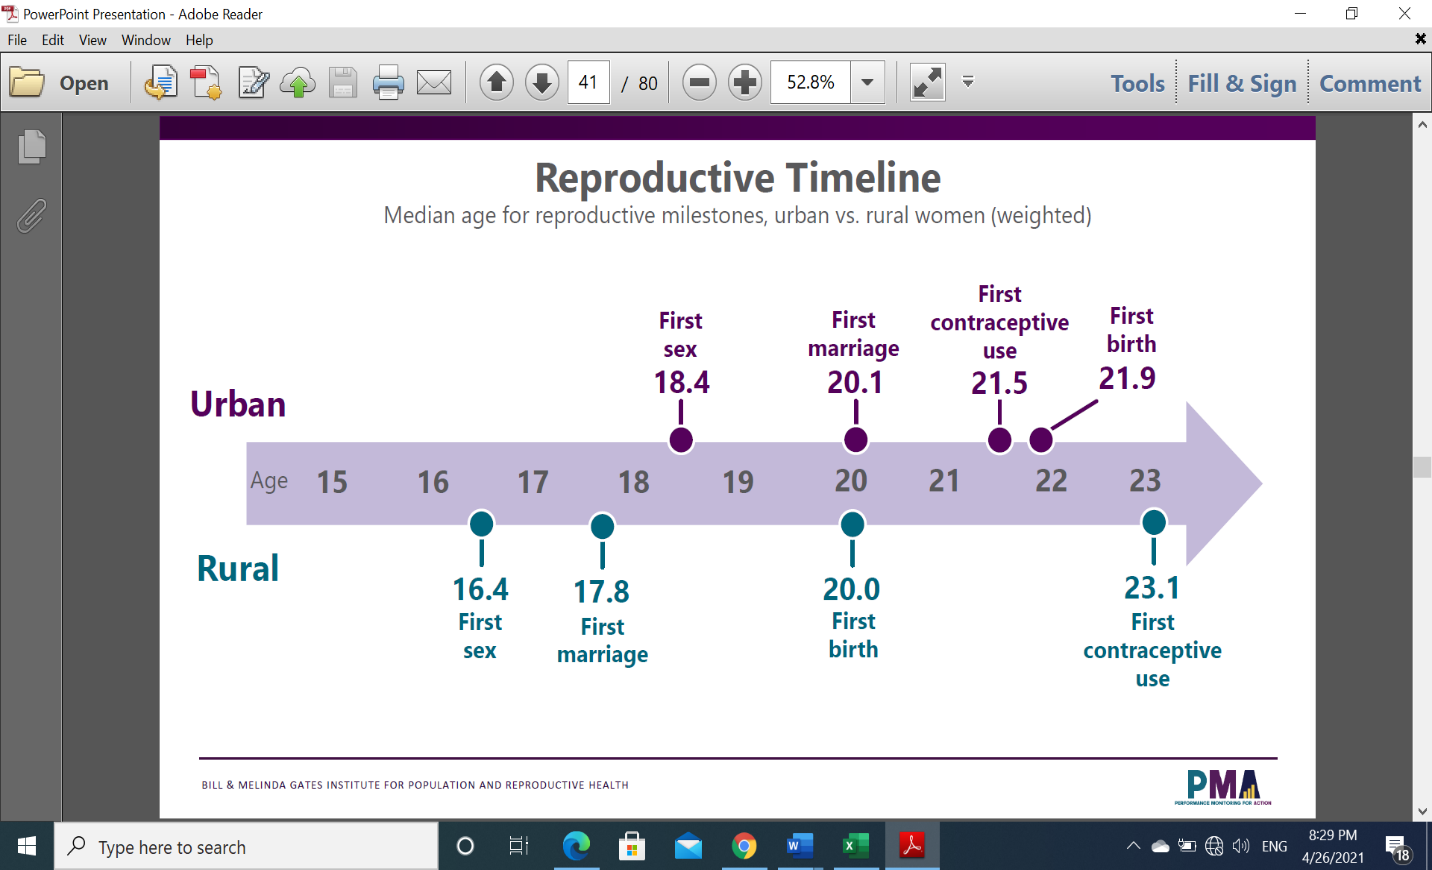 PowerPoint Presentation - Adobe Reader
File Edit View Window Help
Open 41 / 80 52.8% Tools Fill & Sign Comment
Reproductive Timeline
Median age for reproductive milestones, urban vs. rural women (weighted)
Urban
First
sex
18.4
First
marriage
20.1
First
contraceptive
use
21.5
First
birth
21.9
Age 15 16 17 18 19 20 21 22 23
Rural
16.4
First
sex
17.8
First
marriage
20.0
First
birth
23.1
First
contraceptive
use
BILL & MELINDA GATES INSTITUTE FOR POPULATION AND REPRODUCTIVE HEALTH
PMA
PERFORMANCE MONITORING FOR ACTION
Type here to search
ENG
8:29 PM
4/26/2021
18